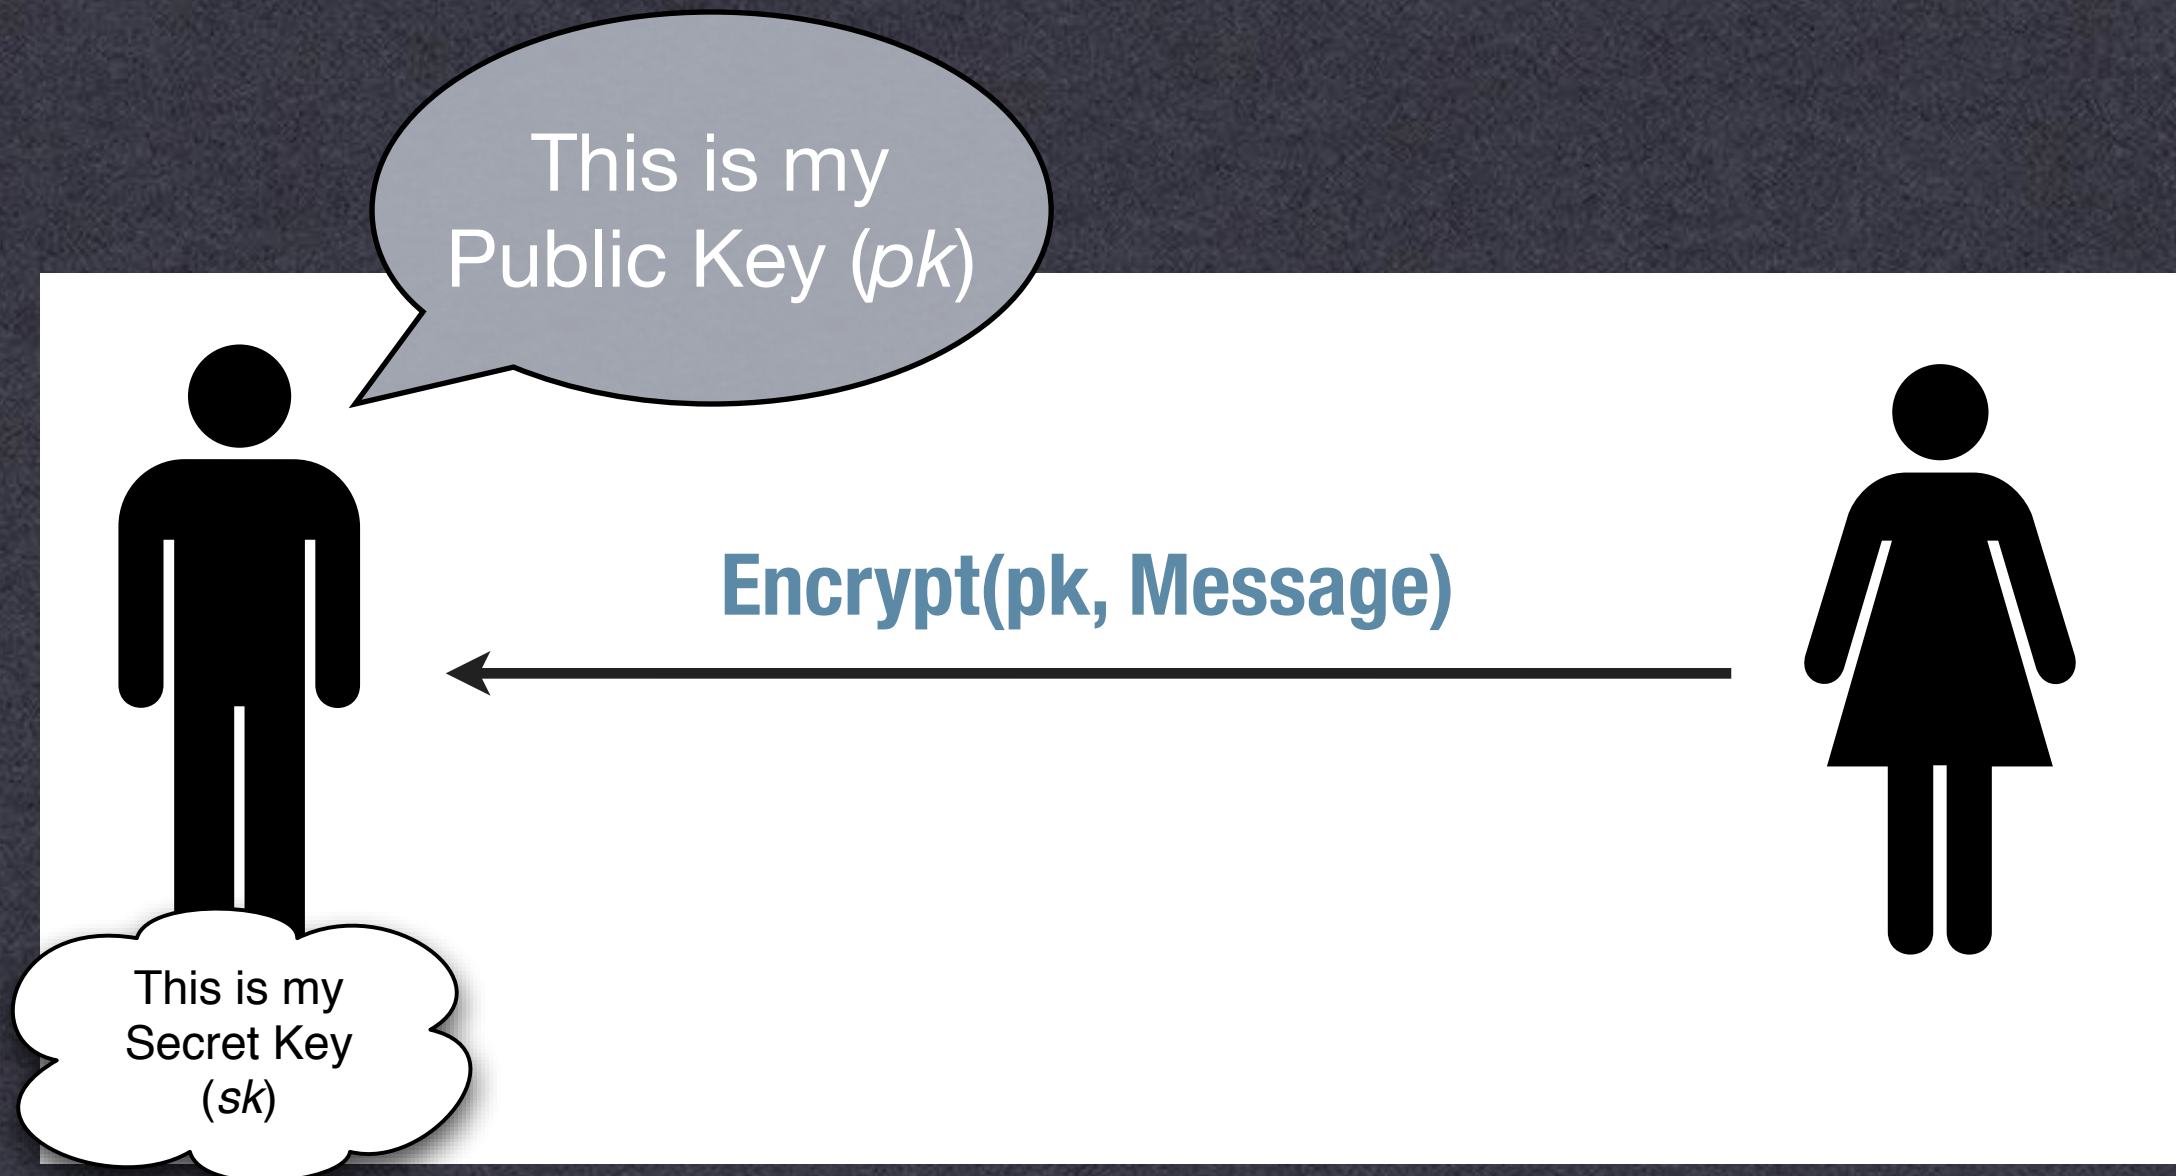 This is my
Public Key (pk)
Encrypt(pk, Message)
This is my
Secret Key
(sk)